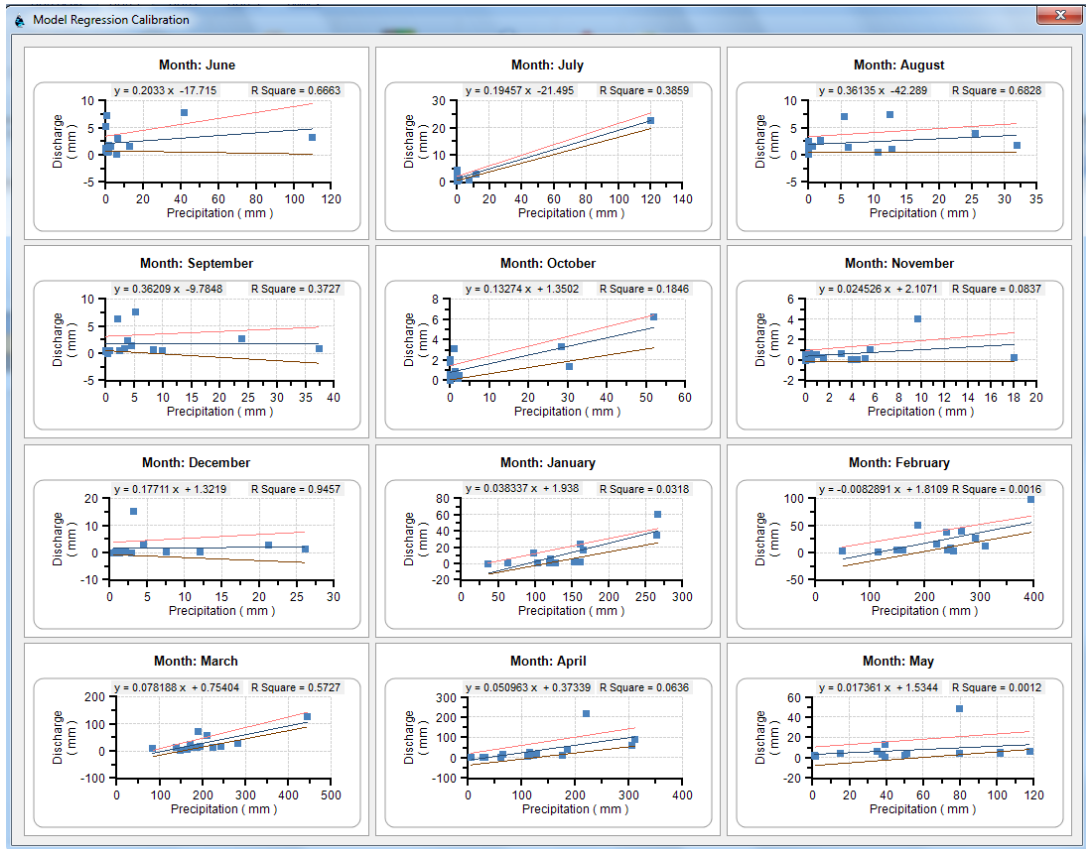 Model Regression Calibration
Month: June
y = 0.2033 x -17.715 R Square = 0.6663
10
5
0
-5
Discharge
( mm )
0 20 40 60 80 100 120
Precipitation ( mm )
Month: July
y = 0.19457 x -21.495 R Square = 0.3859
30
20
10
0
Discharge
( mm )
0 20 40 60 80 100 120 140
Precipitation ( mm )
Month: August
y = 0.36135 x -42.289 R Square = 0.6828
10
5
0
-5
Discharge
( mm )
0 5 10 15 20 25 30 35
Precipitation ( mm )
Month: September
y = 0.36209 x -9.7848 R Square = 0.3727
10
5
0
-5
Discharge
( mm )
0 5 10 15 20 25 30 35 40
Precipitation ( mm )
Month: October
y = 0.13274 x + 1.3502 R Square = 0.1846
8
6
4
2
0
Discharge
( mm )
0 10 20 30 40 50 60
Precipitation ( mm )
Month: November
y = 0.024526 x + 2.1071 R Square = 0.0837
6
4
2
0
-2
Discharge
( mm )
0 2 4 6 8 10 12 14 16 18 20
Precipitation ( mm )
Month: December
y = 0.17711 x + 1.3219 R Square = 0.9457
20
10
0
-10
Discharge
( mm )
0 5 10 15 20 25 30
Precipitation ( mm )
Month: January
y = 0.038337 x + 1.938 R Square = 0.0318
80
60
40
20
0
-20
Discharge
( mm )
0 50 100 150 200 250 300
Precipitation ( mm )
Month: February
y = -0.0082891 x + 1.8109 R Square = 0.0016
100
50
0
-50
Discharge
( mm )
0 100 200 300 400
Precipitation ( mm )
Month: March
y = 0.078188 x + 0.75404 R Square = 0.5727
200
100
0
-100
Discharge
( mm )
0 100 200 300 400 500
Precipitation ( mm )
Month: April
y = 0.050963 x + 0.37339 R Square = 0.0636
300
200
100
0
-100
Discharge
( mm )
0 100 200 300 400
Precipitation ( mm )
Month: May
y = 0.017361 x + 1.5344 R Square = 0.0012
60
40
20
0
-20
Discharge
( mm )
0 20 40 60 80 100 120
Precipitation ( mm )